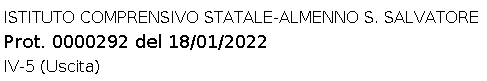 ISTITUTO COMPRENSIVO STATALE-ALMENNO S. SALVATORE
Prot. 0000292 del 18/01/2022
IV-5 (Uscita)